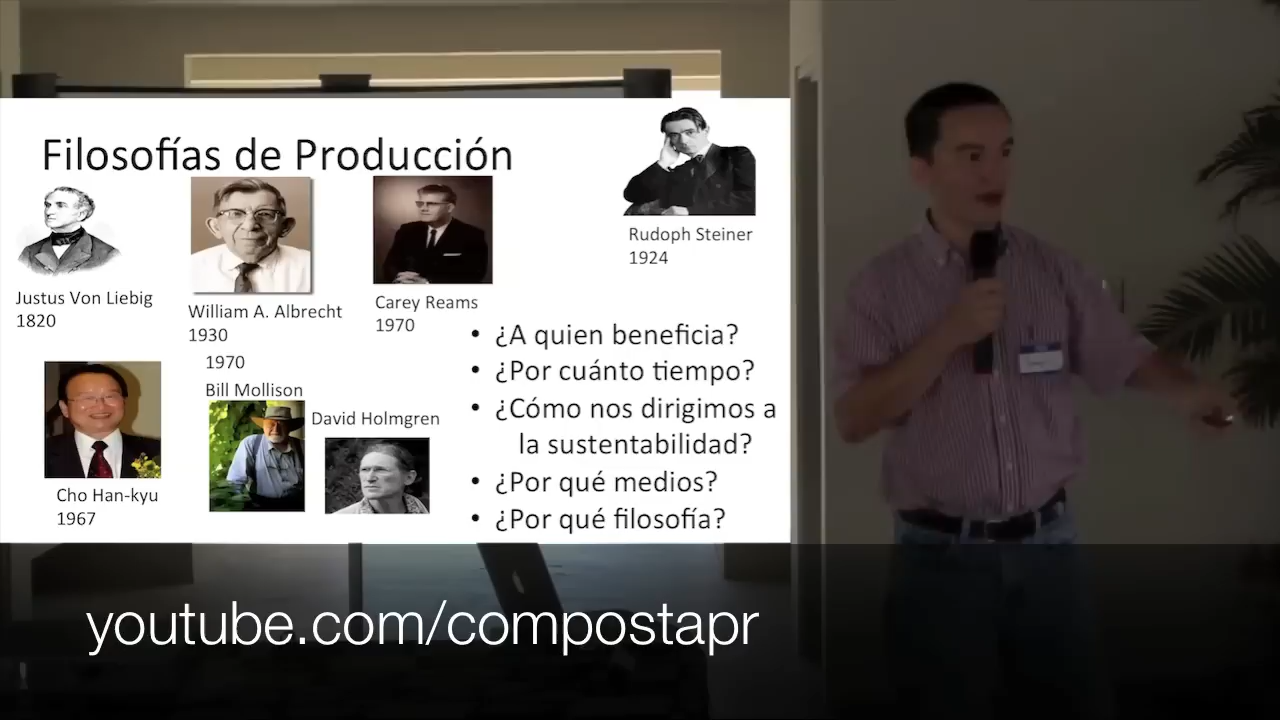 Filosofías de Producción
Rudoph Steiner
1924
Justus Von Liebig
1820
William A. Albrecht
1930
Carey Reams
1970
1970
Bill Mollison
David Holmgren
Cho Han-kyu
1967
• ¿A quien beneficia?
• ¿Por cuánto tiempo?
• ¿Cómo nos dirigimos a
la sustentabilidad?
• ¿Por qué medios?
• ¿Por qué filosofía?
youtube.com/compostapr